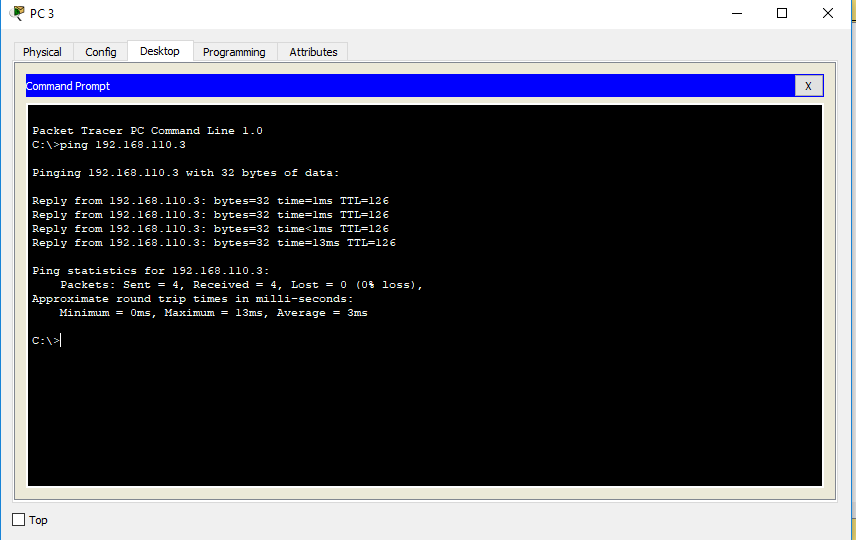 PC 3
Physical Config Desktop Programming Attributes
Command Prompt X
Packet Tracer PC Command Line 1.0
C:\>ping 192.168.110.3
Pinging 192.168.110.3 with 32 bytes of data:
Reply from 192.168.110.3: bytes=32 time=1ms TTL=126
Reply from 192.168.110.3: bytes=32 time=1ms TTL=126
Reply from 192.168.110.3: bytes=32 time<1ms TTL=126
Reply from 192.168.110.3: bytes=32 time=13ms TTL=126
Ping statistics for 192.168.110.3:
Packets: Sent = 4, Received = 4, Lost = 0 (0% loss),
Approximate round trip times in milli-seconds:
Minimum = 0ms, Maximum = 13ms, Average = 3ms
C:\>
Top